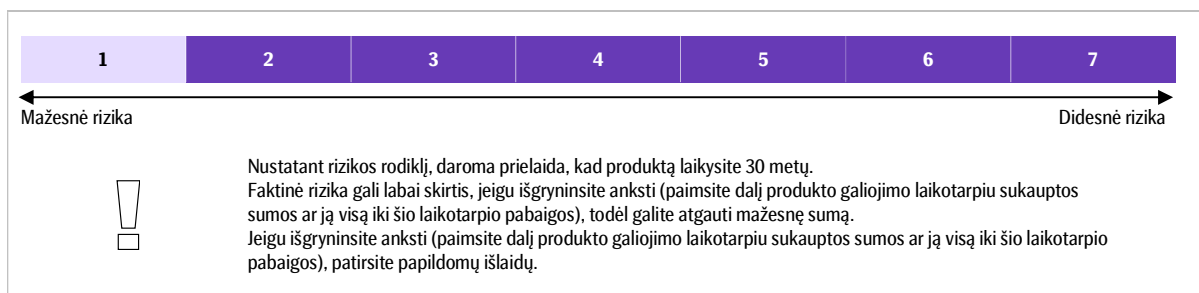 1 2 3 4 5 6 7
Mažesnė rizika Didesnė rizika
Nustatant rizikos rodiklį, daroma prielaida, kad produktą laikysite 30 metų.
Faktinė rizika gali labai skirtis, jeigu išgryninsite anksti (paimsite dalį produkto galiojimo laikotarpiu sukauptos
sumos ar ją visą iki šio laikotarpio pabaigos), todėl galite atgauti mažesnę sumą.
Jeigu išgryninsite anksti (paimsite dalį produkto galiojimo laikotarpiu sukauptos sumos ar ją visą iki šio laikotarpio
pabaigos), patirsite papildomų išlaidų.